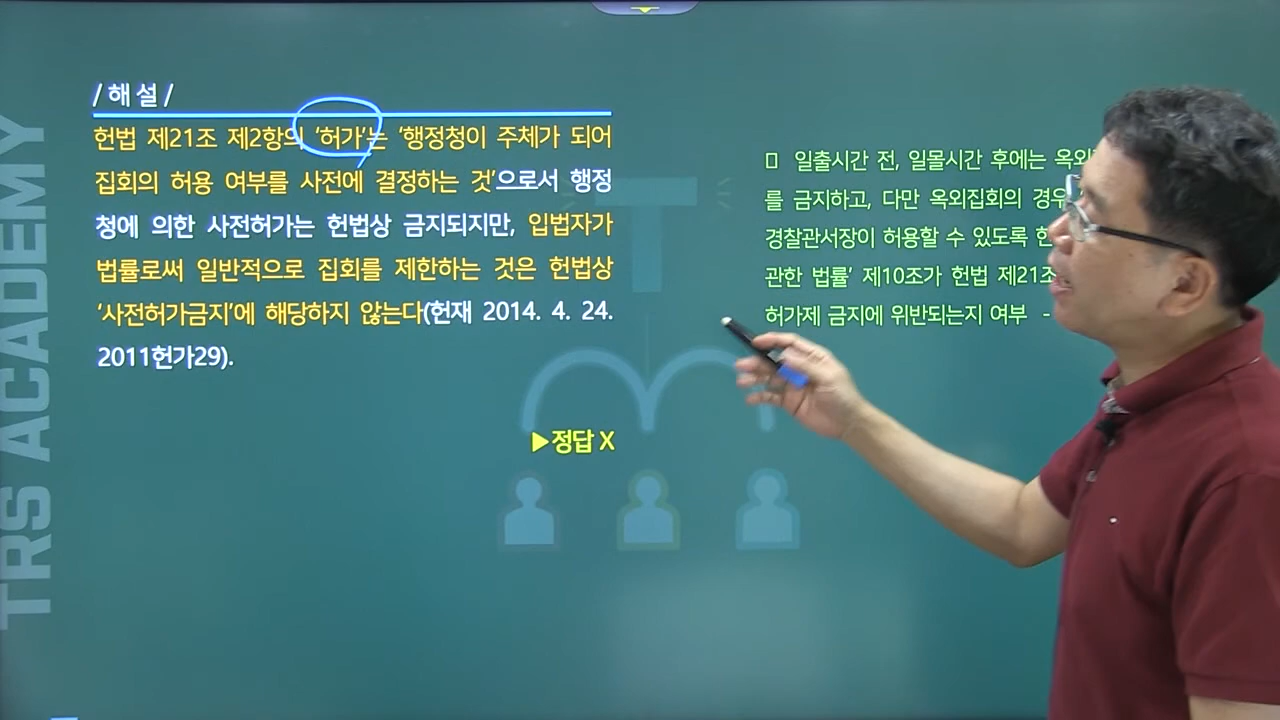 TRS ACADEMY
/ 해 설 /
헌법 제21조 제2항의 '허가'는 '행정청이 주체가 되어
집회의 허용 여부를 사전에 결정하는 것'으로서 행정
청에 의한 사전허가는 헌법상 금지되지만, 입법자가
법률로써 일반적으로 집회를 제한하는 것은 헌법상
'사전허가금지'에 해당하지 않는다(헌재 2014. 4. 24.
2011헌가29).
▶정답 X
□ 일출시간 전, 일몰시간 후에는
를 금지하고, 다만 옥외집회의 경우
경찰관서장이 허용할 수 있도록
관한 법률' 제10조가 헌법 제21조
허가제 금지에 위반되는지 여부 -